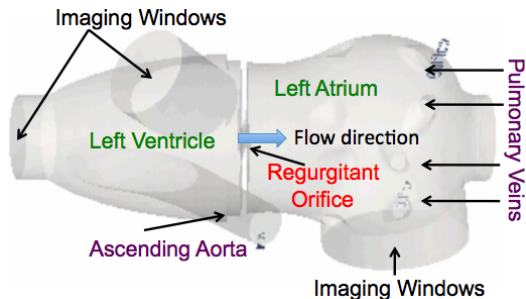 Imaging Windows
Left Atrium
Left Ventricle
Flow direction
Regurgitant
Orifice
Pulmonary
Veins
Ascending Aorta
Imaging Windows